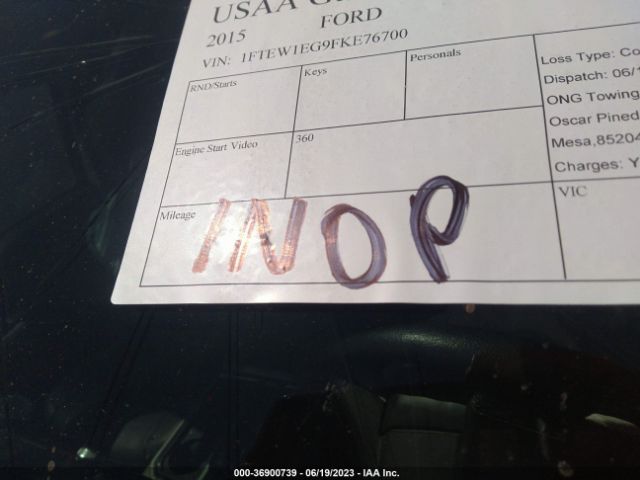 USAA
2015 FORD
VIN: 1FTEW1EG9FKE76700
RND/Starts Keys Personals
Loss Type: Co
Dispatch: 06/1
ONG Towing
Oscar Pined
Mesa,85204
Charges: Y
Engine Start Video 360
Mileage INOP VIC
000-36900739 - 06/19/2023 - IAA Inc.